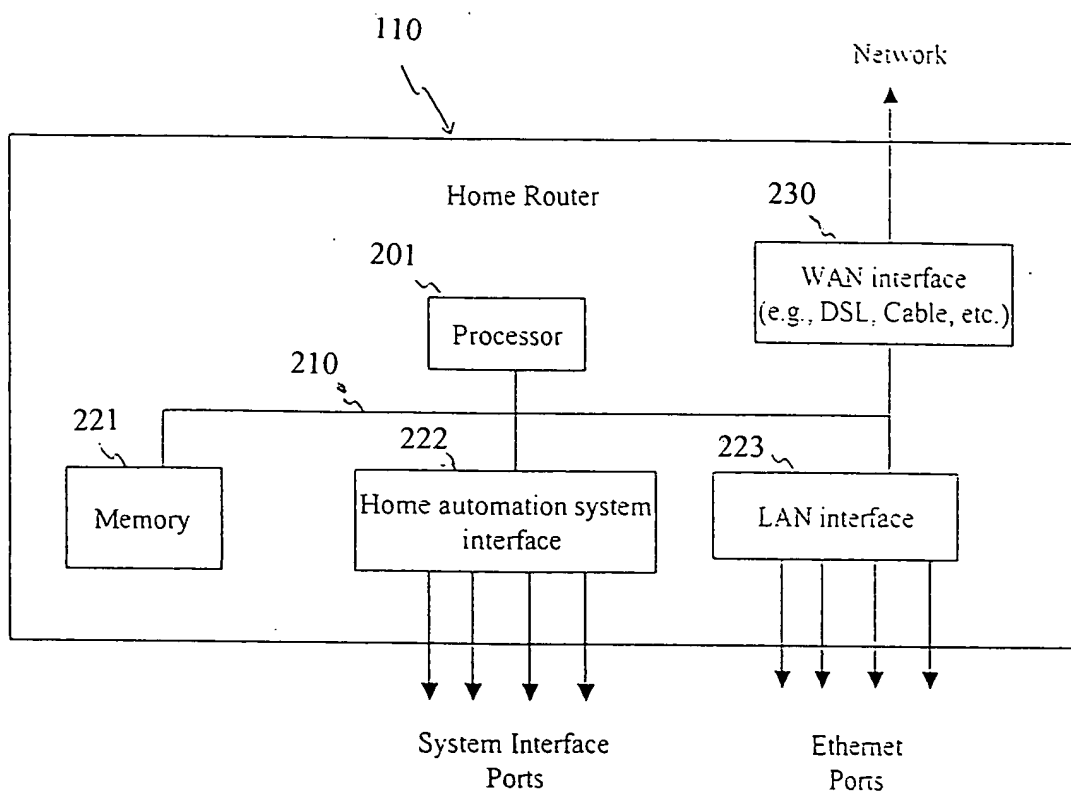 110
Network
Home Router
230
201
WAN interface
(e.g., DSL, Cable, etc.)
Processor
210
221
222
223
Memory
Home automation system
interface
LAN interface
System Interface
Ports
Ethernet
Ports